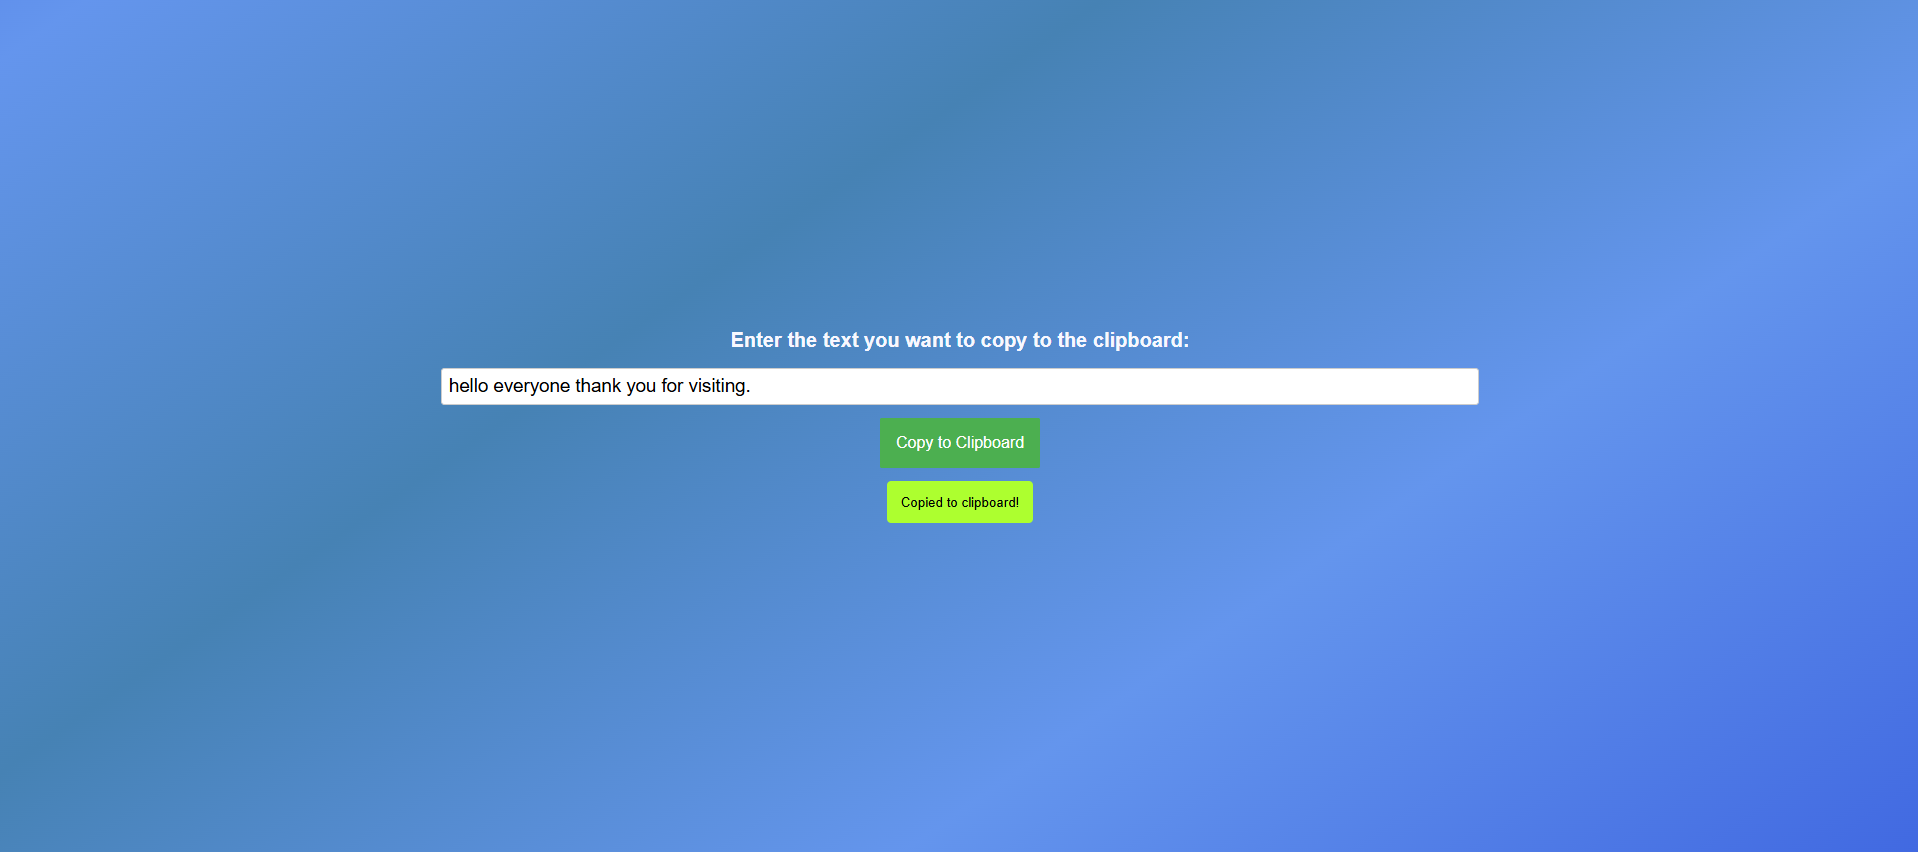 Enter the text you want to copy to the clipboard:
hello everyone thank you for visiting.
Copy to Clipboard
Copied to clipboard!